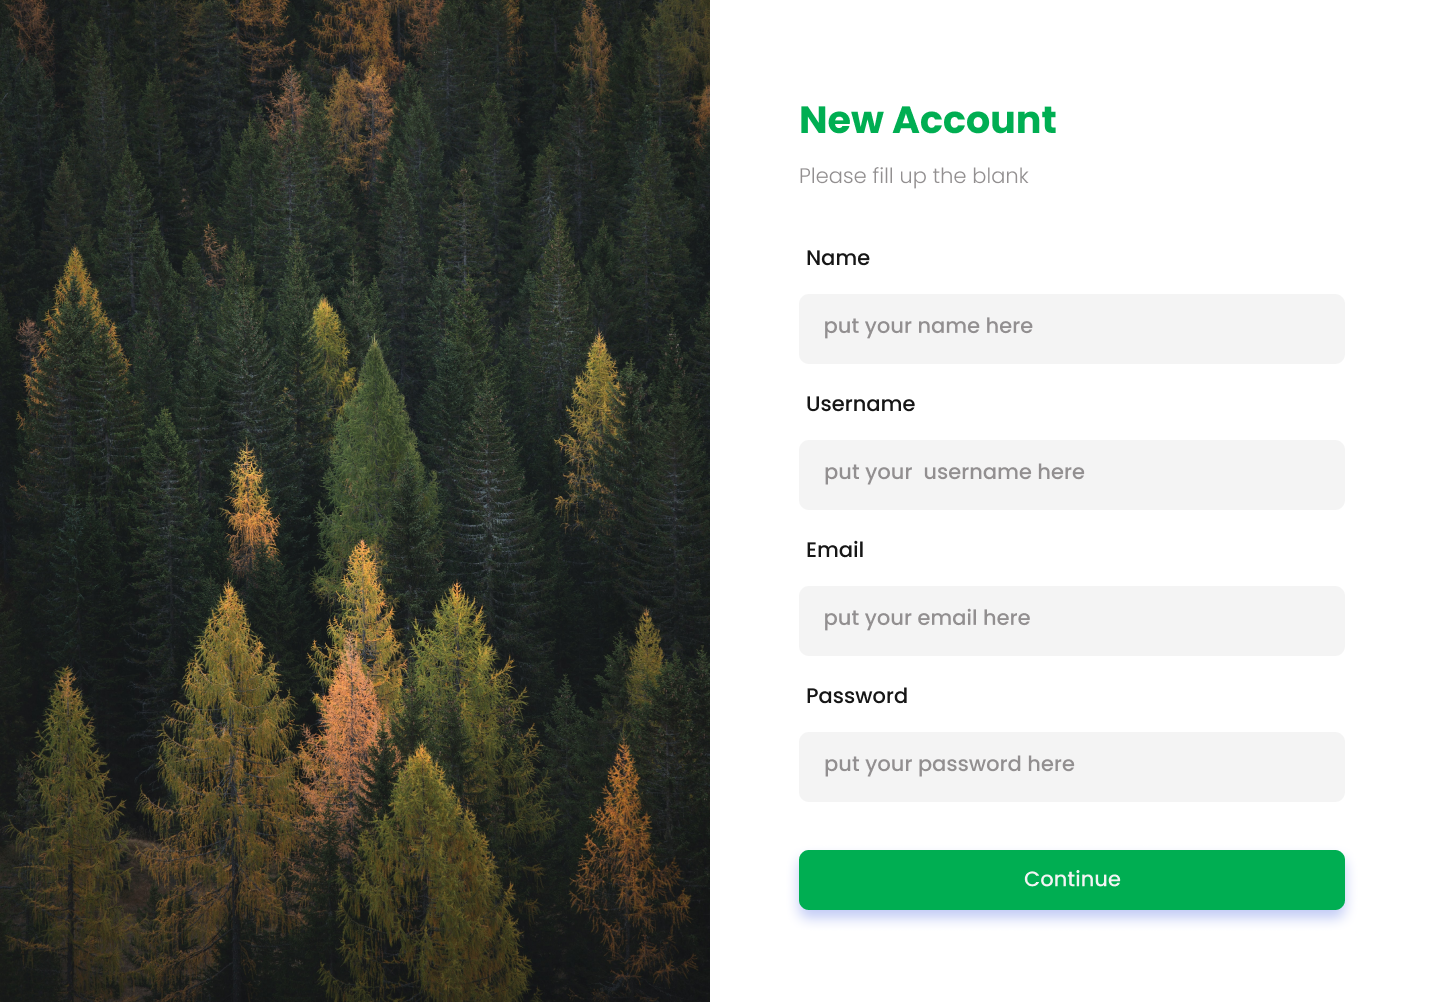 New Account
Please fill up the blank
Name
put your name here
Username
put your  username here
Email
put your email here
Password
put your password here
Continue